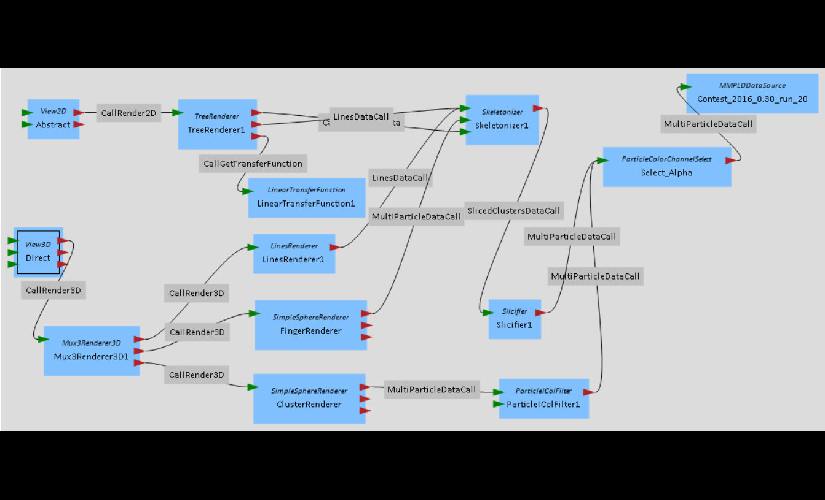 MMPLDDataSource
Contest_2016_0.30_run_20
View2D
Abstract
CallRender2D
TreeRenderer
TreeRenderer1
LinesDataCall
Skeletonizer
Skeletonizer1
MultiParticleDataCall
CallGetTransferFunction
ParticleColorChannelSelect
Select_Alpha
LinearTransferFunction
LinearTransferFunction1
LinesDataCall
MultiParticleDataCall
SlicedClustersDataCall
View3D
Direct
LinesRenderer
LinesRenderer1
MultiParticleDataCall
MultiParticleDataCall
CallRender3D
CallRender3D
SimpleSphereRenderer
FingerRenderer
Slicifier
Slicifier1
CallRender3D
Mux3Renderer3D
Mux3Renderer3D1
CallRender3D
SimpleSphereRenderer
ClusterRenderer
MultiParticleDataCall
ParticleIColFilter
ParticleIColFilter1